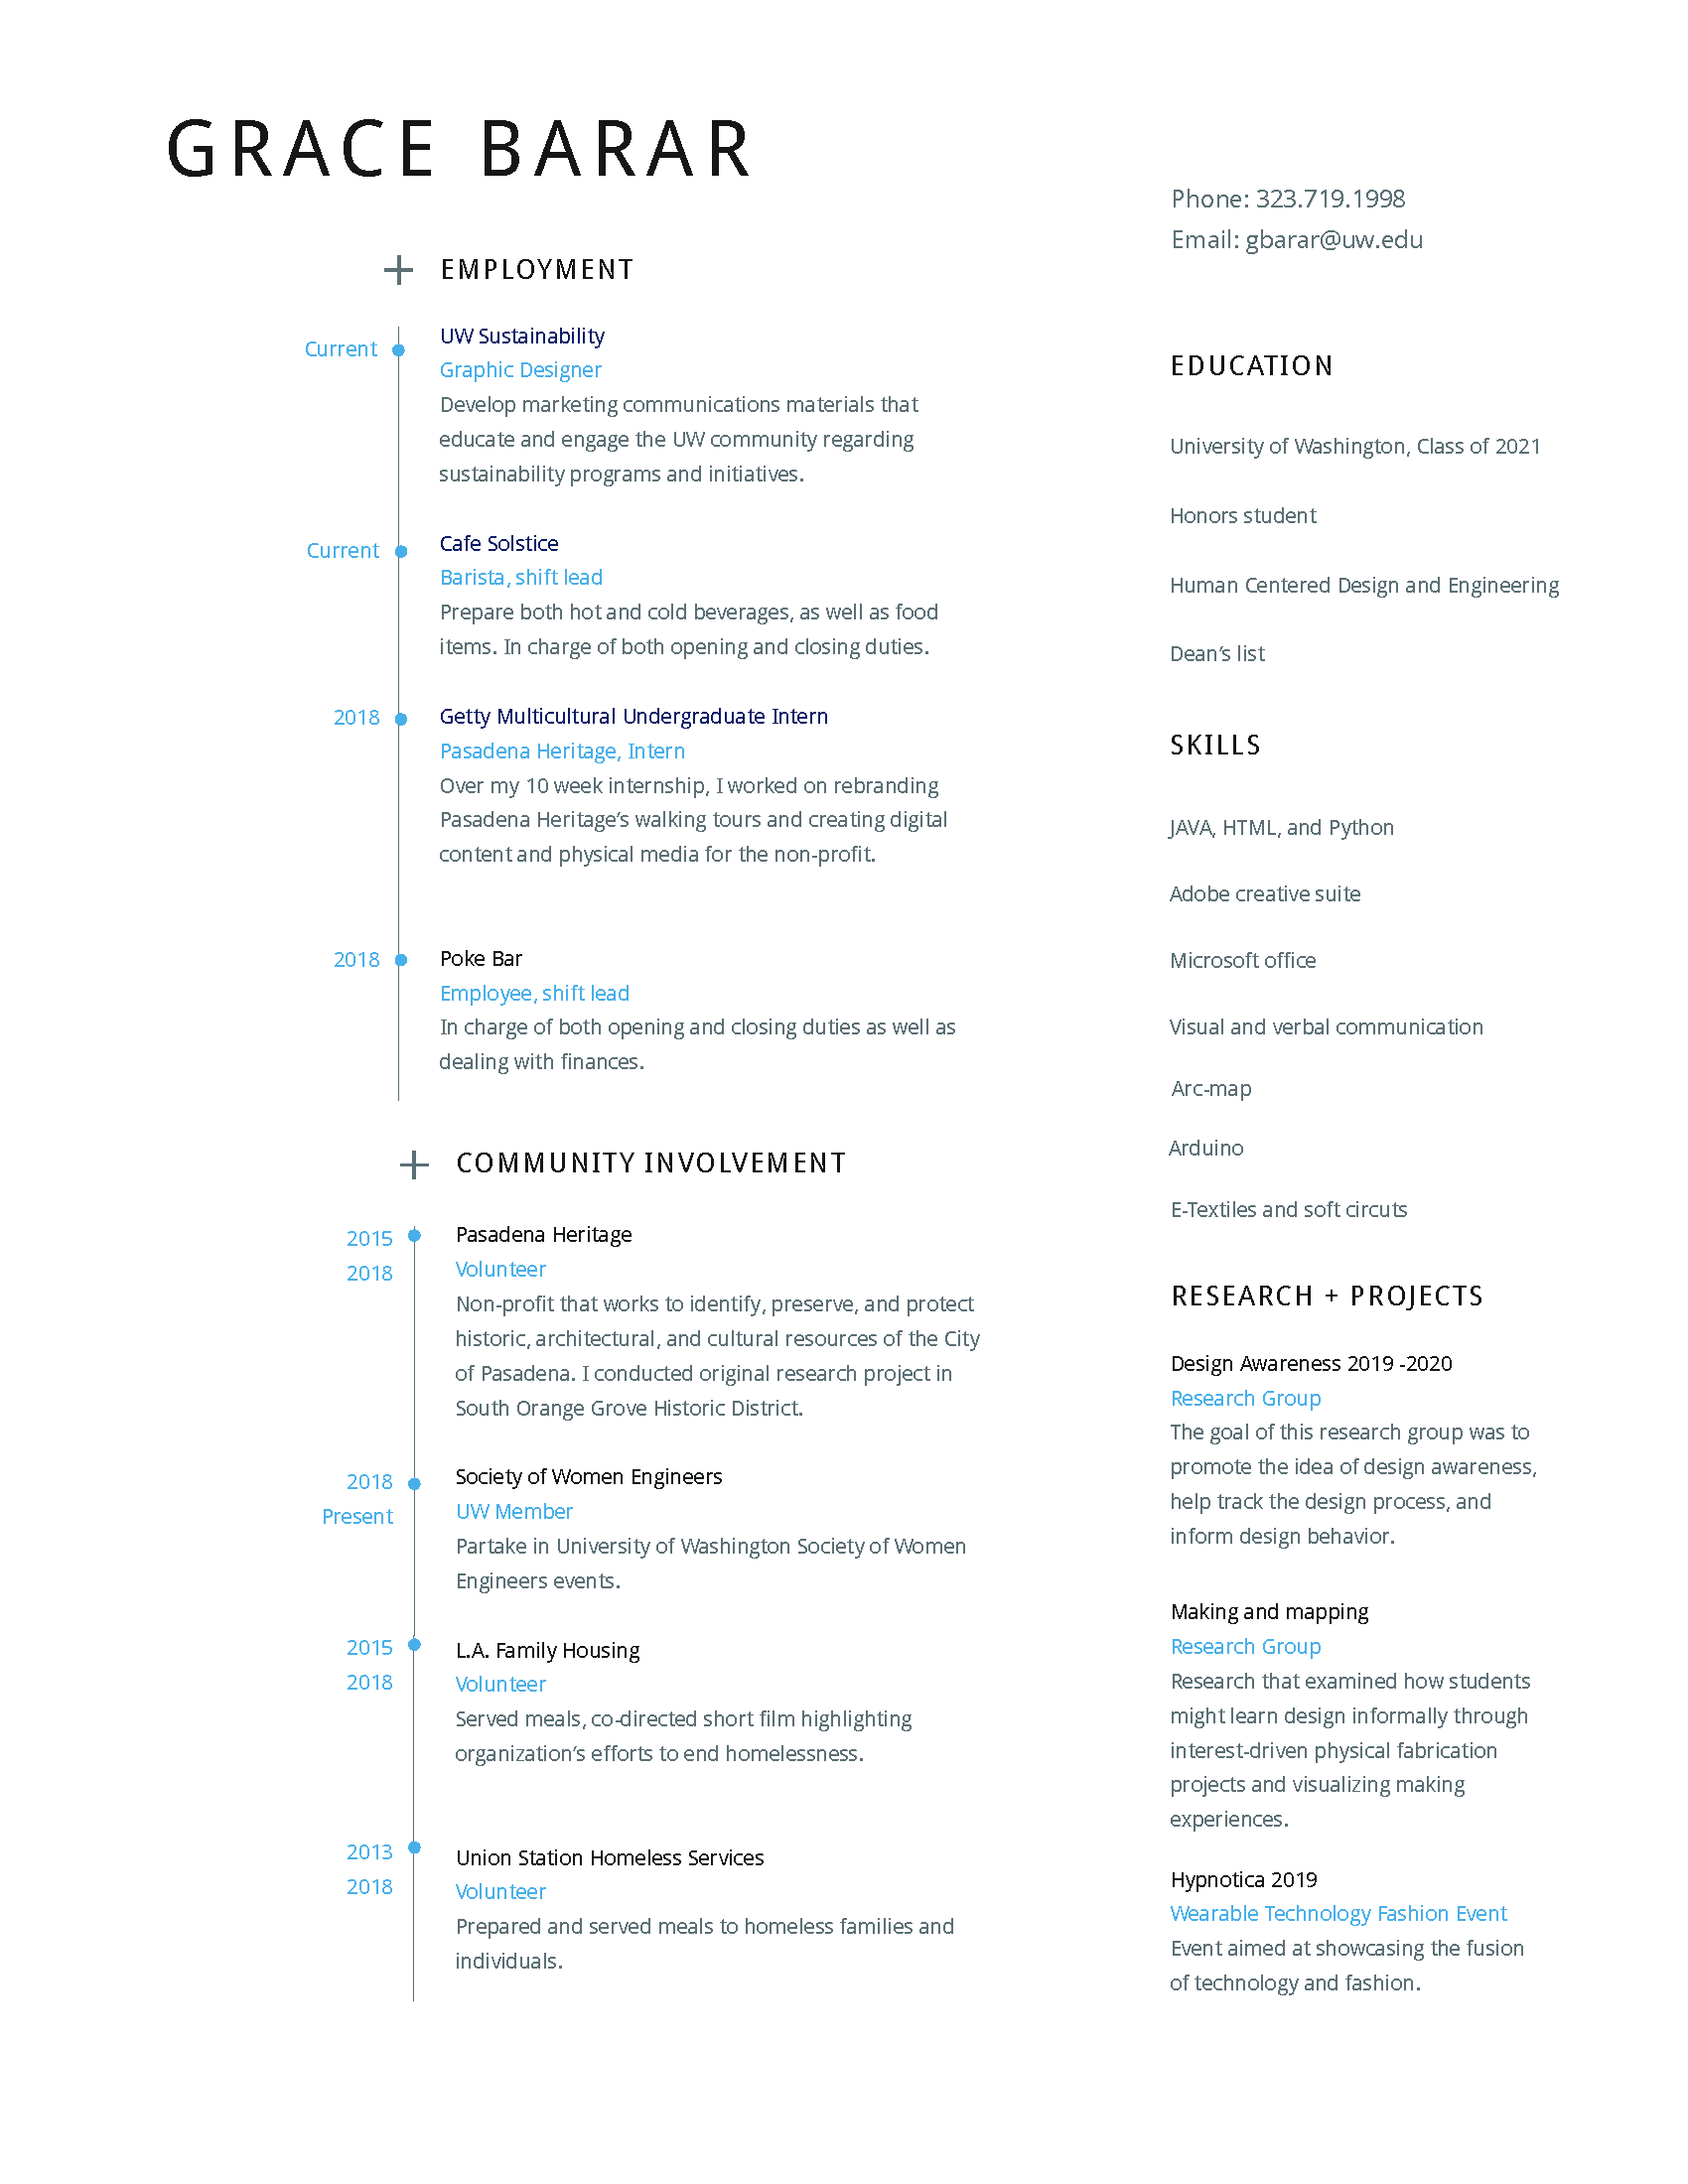 GRACE BARAR
Phone: 323.719.1998
Email: gbarar@uw.edu
EMPLOYMENT
Current
UW Sustainability
Graphic Designer
Develop marketing communications materials that
educate and engage the UW community regarding
sustainability programs and initiatives.
Current
Cafe Solstice
Barista, shift lead
Prepare both hot and cold beverages, as well as food
items. In charge of both opening and closing duties.
2018
Getty Multicultural Undergraduate Intern
Pasadena Heritage, Intern
Over my 10 week internship, I worked on rebranding
Pasadena Heritage's walking tours and creating digital
content and physical media for the non-profit.
2018
Poke Bar
Employee, shift lead
In charge of both opening and closing duties as well as
dealing with finances.
COMMUNITY INVOLVEMENT
2015
2018
Pasadena Heritage
Volunteer
Non-profit that works to identify, preserve, and protect
historic, architectural, and cultural resources of the City
of Pasadena. I conducted original research project in
South Orange Grove Historic District.
2018
Present
Society of Women Engineers
UW Member
Partake in University of Washington Society of Women
Engineers events.
2015
2018
L.A. Family Housing
Volunteer
Served meals, co-directed short film highlighting
organization's efforts to end homelessness.
2013
2018
Union Station Homeless Services
Volunteer
Prepared and served meals to homeless families and
individuals.
EDUCATION
University of Washington, Class of 2021
Honors student
Human Centered Design and Engineering
Dean's list
SKILLS
JAVA, HTML, and Python
Adobe creative suite
Microsoft office
Visual and verbal communication
Arc-map
Arduino
E-Textiles and soft circuts
RESEARCH + PROJECTS
Design Awareness 2019 -2020
Research Group
The goal of this research group was to
promote the idea of design awareness,
help track the design process, and
inform design behavior.
Making and mapping
Research Group
Research that examined how students
might learn design informally through
interest-driven physical fabrication
projects and visualizing making
experiences.
Hypnotica 2019
Wearable Technology Fashion Event
Event aimed at showcasing the fusion
of technology and fashion.